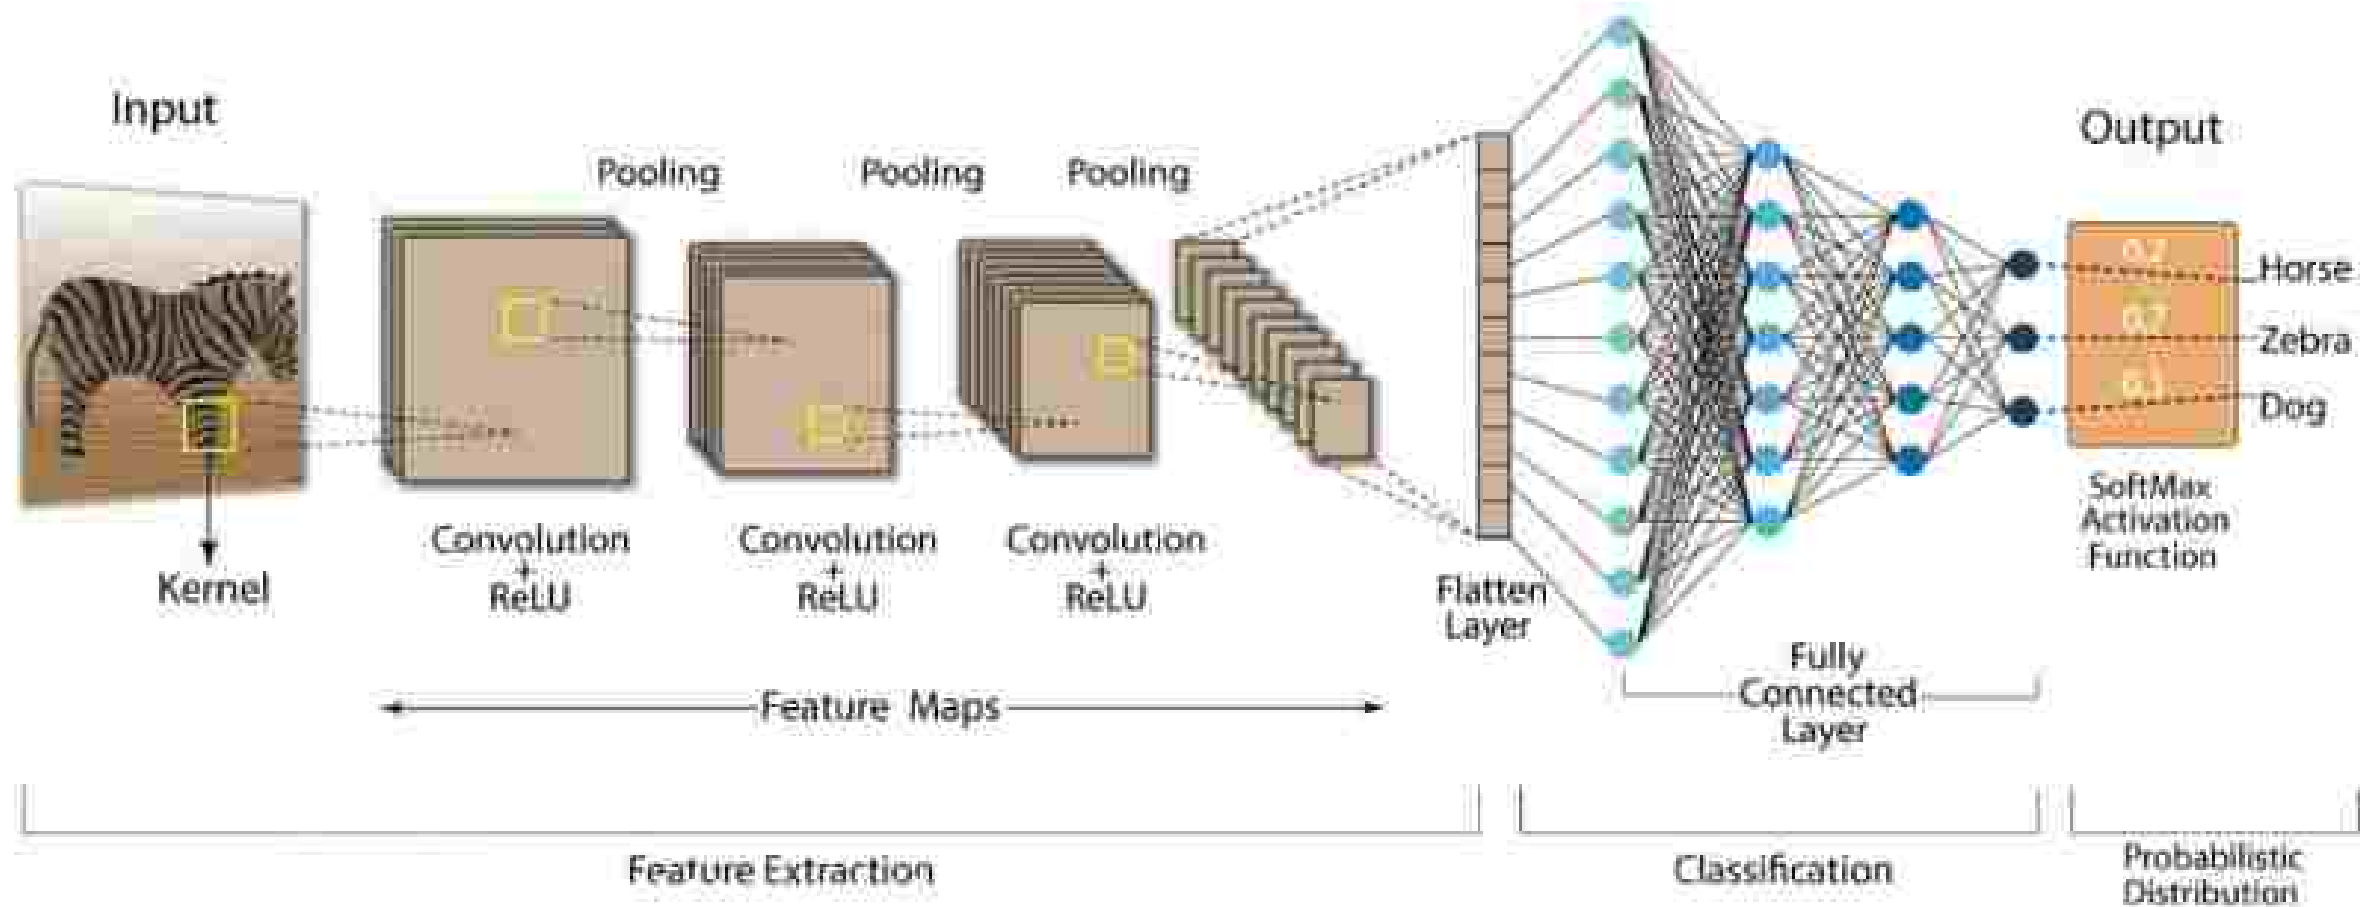 Input
Output
Pooling
Pooling
Pooling
Horse
Zebra
Dog
Kernel
Convolution
+
ReLU
Convolution
+
ReLU
Convolution
+
ReLU
Flatten
Layer
SoftMax
Activation
Function
Fully
Connected
Layer
Feature Maps
Feature Extraction
Classification
Probabilistic
Distribution